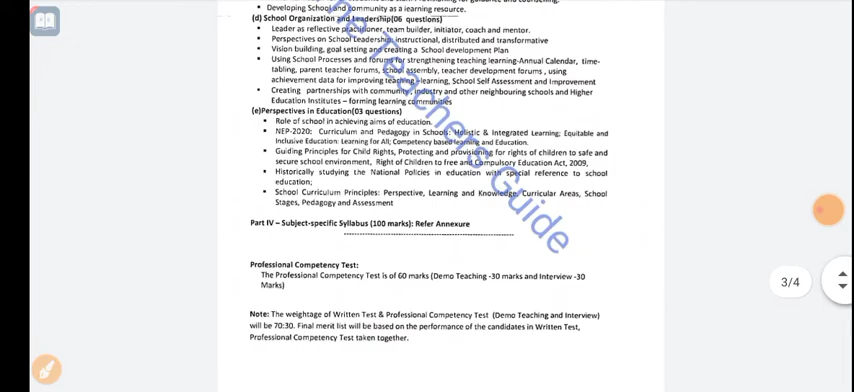 Developing School and community as a learning resource.
(d) School Organization and Leadership(06 questions)
• Leader as reflective practitioner, team builder, initiator, coach and mentor.
• Perspectives on School Leadership: instructional, distributed and transformative
• Vision building, goal setting and creating a School Development Plan
• Using School Processes and forums for strengthening teaching learning-Annual Calendar, time-
tabling, parent teacher forums, school assembly, teacher development forums , using
achievement data for improving teaching –learning, School Self Assessment and Improvement
• Creating partnerships with community , industry and other neighbouring schools and Higher
Education Institutes – forming learning communities
(e)Perspectives in Education(03 questions)
• Role of school in achieving aims of education.
• NEP-2020: Curriculum and Pedagogy in Schools: Holistic & Integrated Learning; Equitable and
Inclusive Education: Learning for All; Competency based learning and Education.
• Guiding Principles for Child Rights, Protecting and provisioning for rights of children to safe and
secure school environment, Right of Children to free and Compulsory Education Act, 2009,
• Historically studying the National Policies in education with special reference to school
education;
• School Curriculum Principles: Perspective, Learning and Knowledge, Curricular Areas, School
Stages, Pedagogy and Assessment
Part IV – Subject-specific Syllabus (100 marks): Refer Annexure
Professional Competency Test:
The Professional Competency Test is of 60 marks (Demo Teaching -30 marks and Interview -30
Marks)
3/4
Note: The weightage of Written Test & Professional Competency Test (Demo Teaching and Interview)
will be 70:30. Final merit list will be based on the performance of the candidates in Written Test,
Professional Competency Test taken together.
The Teachers Guide